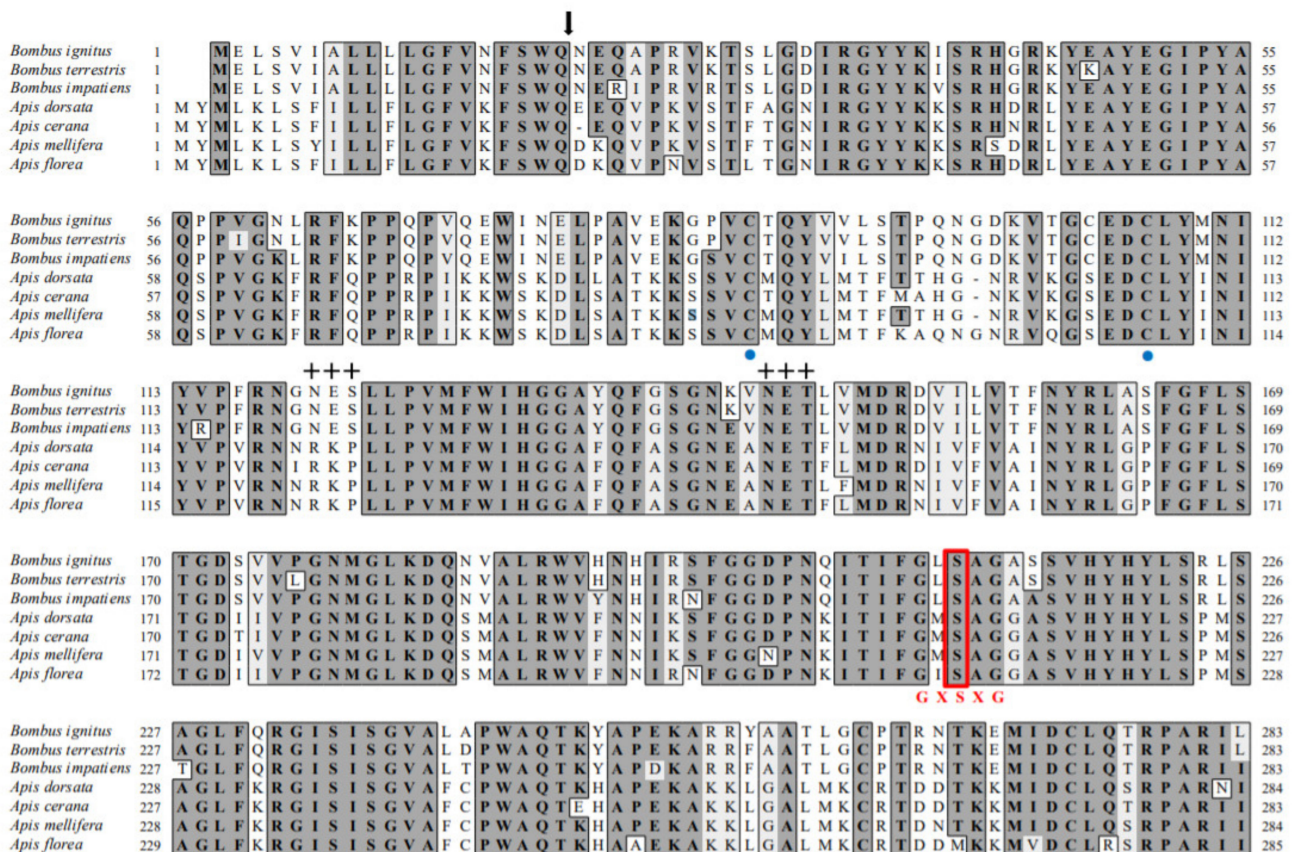 Bombus ignitus 1 M E L S V I A L L L L G F V N F S W Q N E Q A P R V K T S L G D I R G Y Y K I S R H G R K Y E A Y E G I P Y A 55
Bombus terrestris 1 M E L S V I A L L L L G F V N F S W Q N E Q A P R V K T S L G D I R G Y Y K I S R H G R K Y K A Y E G I P Y A 55
Bombus impatiens 1 M E L S V I A L L L L G F V N F S W Q N E R I P R V R T S L G D I R G Y Y K V S R H G R K Y E A Y E G I P Y A 55
Apis dorsata 1 M Y M L K L S F I L L F L G F V K F S W Q E E Q V P K V S T F A G N I R G Y Y K K S R H D R L Y E A Y E G I P Y A 57
Apis cerana 1 M Y M L K L S F I L L F L G F V K F S W Q - E Q V P K V S T F T G N I R G Y Y K K S R H N R L Y E A Y E G I P Y A 56
Apis mellifera 1 M Y M L K L S Y I L L F L G F V K F S W Q D K Q V P K V S T F T G N I R G Y Y K K S R S D R L Y E A Y E G I P Y A 57
Apis florea 1 M Y M L K L S F I L L F L G F V K F S W Q D K Q V P N V S T L T G N I R G Y Y K K S R H D R L Y E A Y E G I P Y A 57
Bombus ignitus 56 Q P P V G N L R F K P P Q P V Q E W I N E L P A V E K G P V C T Q Y V V L S T P Q N G D K V T G C E D C L Y M N I 112
Bombus terrestris 56 Q P P I G N L R F K P P Q P V Q E W I N E L P A V E K G P V C T Q Y V V L S T P Q N G D K V T G C E D C L Y M N I 112
Bombus impatiens 56 Q P P V G K L R F K P P Q P V Q E W I N E L P A V E K G S V C T Q Y V I L S T P Q N G D K V T G C E D C L Y M N I 112
Apis dorsata 58 Q S P V G K F R F Q P P R P I K K W S K D L L A T K K S S V C M Q Y L M T F T T H G - N R V K G S E D C L Y I N I 113
Apis cerana 57 Q S P V G K F R F Q P P R P I K K W S K D L S A T K K S S V C T Q Y L M T F M A H G - N K V K G S E D C L Y I N I 112
Apis mellifera 58 Q S P V G K F R F Q P P R P I K K W S K D L S A T K K S S V C M Q Y L M T F T T H G - N R V K G S E D C L Y I N I 113
Apis florea 58 Q S P V G K F R F Q P P R P I K K W S K D L S A T K K S S V C M Q Y L M T F K A Q N G N R V Q G S E D C L Y I N I 114
+ + + + + +
Bombus ignitus 113 Y V P F R N G N E S L L P V M F W I H G G A Y Q F G S G N K V N E T L V M D R D V I L V T F N Y R L A S F G F L S 169
Bombus terrestris 113 Y V P F R N G N E S L L P V M F W I H G G A Y Q F G S G N K V N E T L V M D R D V I L V T F N Y R L A S F G F L S 169
Bombus impatiens 113 Y R P F R N G N E S L L P V M F W I H G G A Y Q F G S G N E V N E T L V M D R D V I L V T F N Y R L A S F G F L S 169
Apis dorsata 114 Y V P V R N N R K P L L P V M F W I H G G A F Q F A S G N E A N E T F L M D R N I V F V A I N Y R L G P F G F L S 170
Apis cerana 113 Y V P V R N I R K P L L P V M F W I H G G A F Q F A S G N E A N E T F L M D R D I V F V A I N Y R L G P F G F L S 169
Apis mellifera 114 Y V P V R N N R K P L L P V M F W I H G G A F Q F A S G N E A N E T L F M D R N I V F V A I N Y R L G P F G F L S 170
Apis florea 115 Y V P V R N N R K P L L P V M F W I H G G A F Q F A S G N E A N E T F L M D R N I V F V A I N Y R L G P F G F L S 171
Bombus ignitus 170 T G D S V V P G N M G L K D Q N V A L R W V H N H I R S F G G D P N Q I T I F G L S A G A S S V H Y H Y L S R L S 226
Bombus terrestris 170 T G D S V V L G N M G L K D Q N V A L R W V H N H I R S F G G D P N Q I T I F G L S A G A S S V H Y H Y L S R L S 226
Bombus impatiens 170 T G D S V V P G N M G L K D Q N V A L R W V Y N H I R N F G G D P N Q I T I F G L S A G A A S V H Y H Y L S R L S 226
Apis dorsata 171 T G D I I V P G N M G L K D Q S M A L R W V F N N I K S F G G D P N K I T I F G M S A G G A S V H Y H Y L S P M S 227
Apis cerana 170 T G D T I V P G N M G L K D Q S M A L R W V F N N I K S F G G D P N K I T I F G M S A G G A S V H Y H Y L S P M S 226
Apis mellifera 171 T G D I V V P G N M G L K D Q S M A L R W V F N N I K S F G G N P N K I T I F G M S A G G A S V H Y H Y L S P M S 227
Apis florea 172 T G D I I V P G N M G L K D Q S M A L R W V F N N I R N F G G D P N K I T I F G I S A G G A S V H Y H Y L S P M S 228
G X S X G
Bombus ignitus 227 A G L F Q R G I S I S G V A L A P W A Q T K Y A P E K A R R Y A A T L G C P T R N T K E M I D C L Q T R P A R I L 283
Bombus terrestris 227 A G L F Q R G I S I S G V A L D P W A Q T K Y A P E K A R R F A A T L G C P T R N T K E M I D C L Q T R P A R I L 283
Bombus impatiens 227 T G L F Q R G I S I S G V A L T P W A Q T K Y A P D K A R R F A A T L G C P T R N T K E M I D C L Q T R P A R I I 283
Apis dorsata 228 A G L F K R G I S I S G V A F C P W A Q T K H A P E K A K K L G A L M K C R T D D T K K M I D C L Q T R P A R N I 284
Apis cerana 227 A G L F K R G I S I S G V A F C P W A Q T E H A P E K A K K L G A L M K C R T D D T K K M I D C L Q S R P A R I I 283
Apis mellifera 228 A G L F K R G I S I S G V A F C P W A Q T K H A P E K A K K L G A L M K C R T D N T K K M I D C L Q S R P A R I I 284
Apis florea 229 A G L F K R G I S I S G V A F C P W A Q T K H A A E K A K K L G A L M K C R T D D M K K M V D C L R S R P A R I I 285